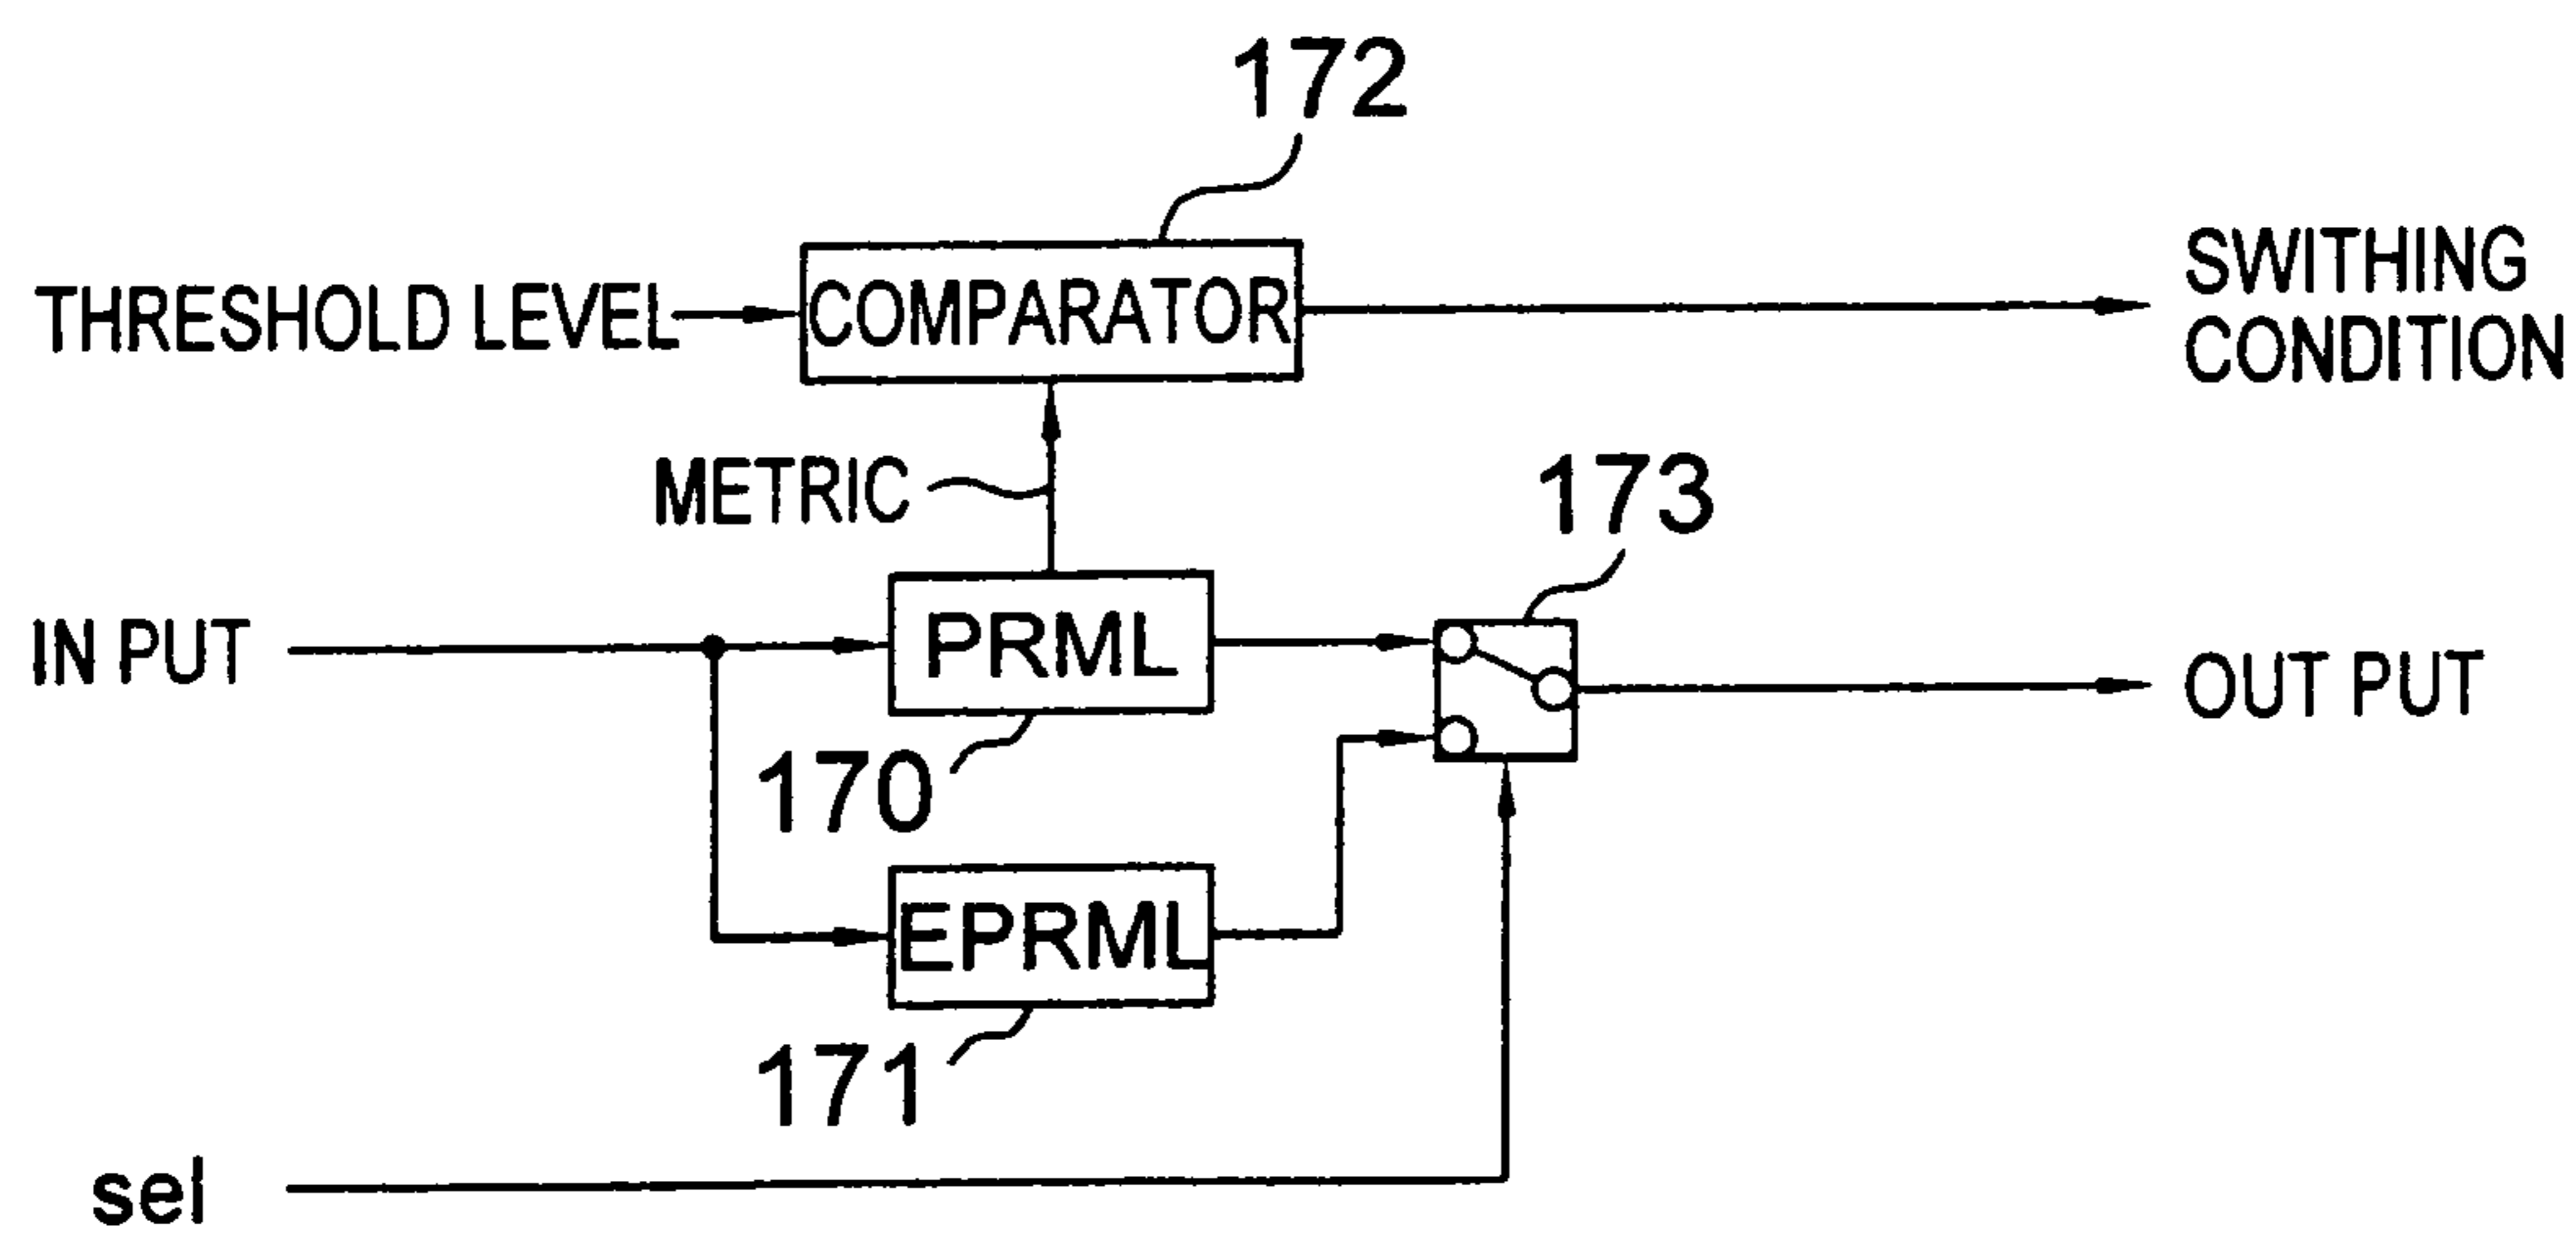 172
THRESHOLD LEVEL
COMPARATOR
SWITHING
CONDITION
METRIC
173
IN PUT
PRML
OUT PUT
170
EPRML
171
sel